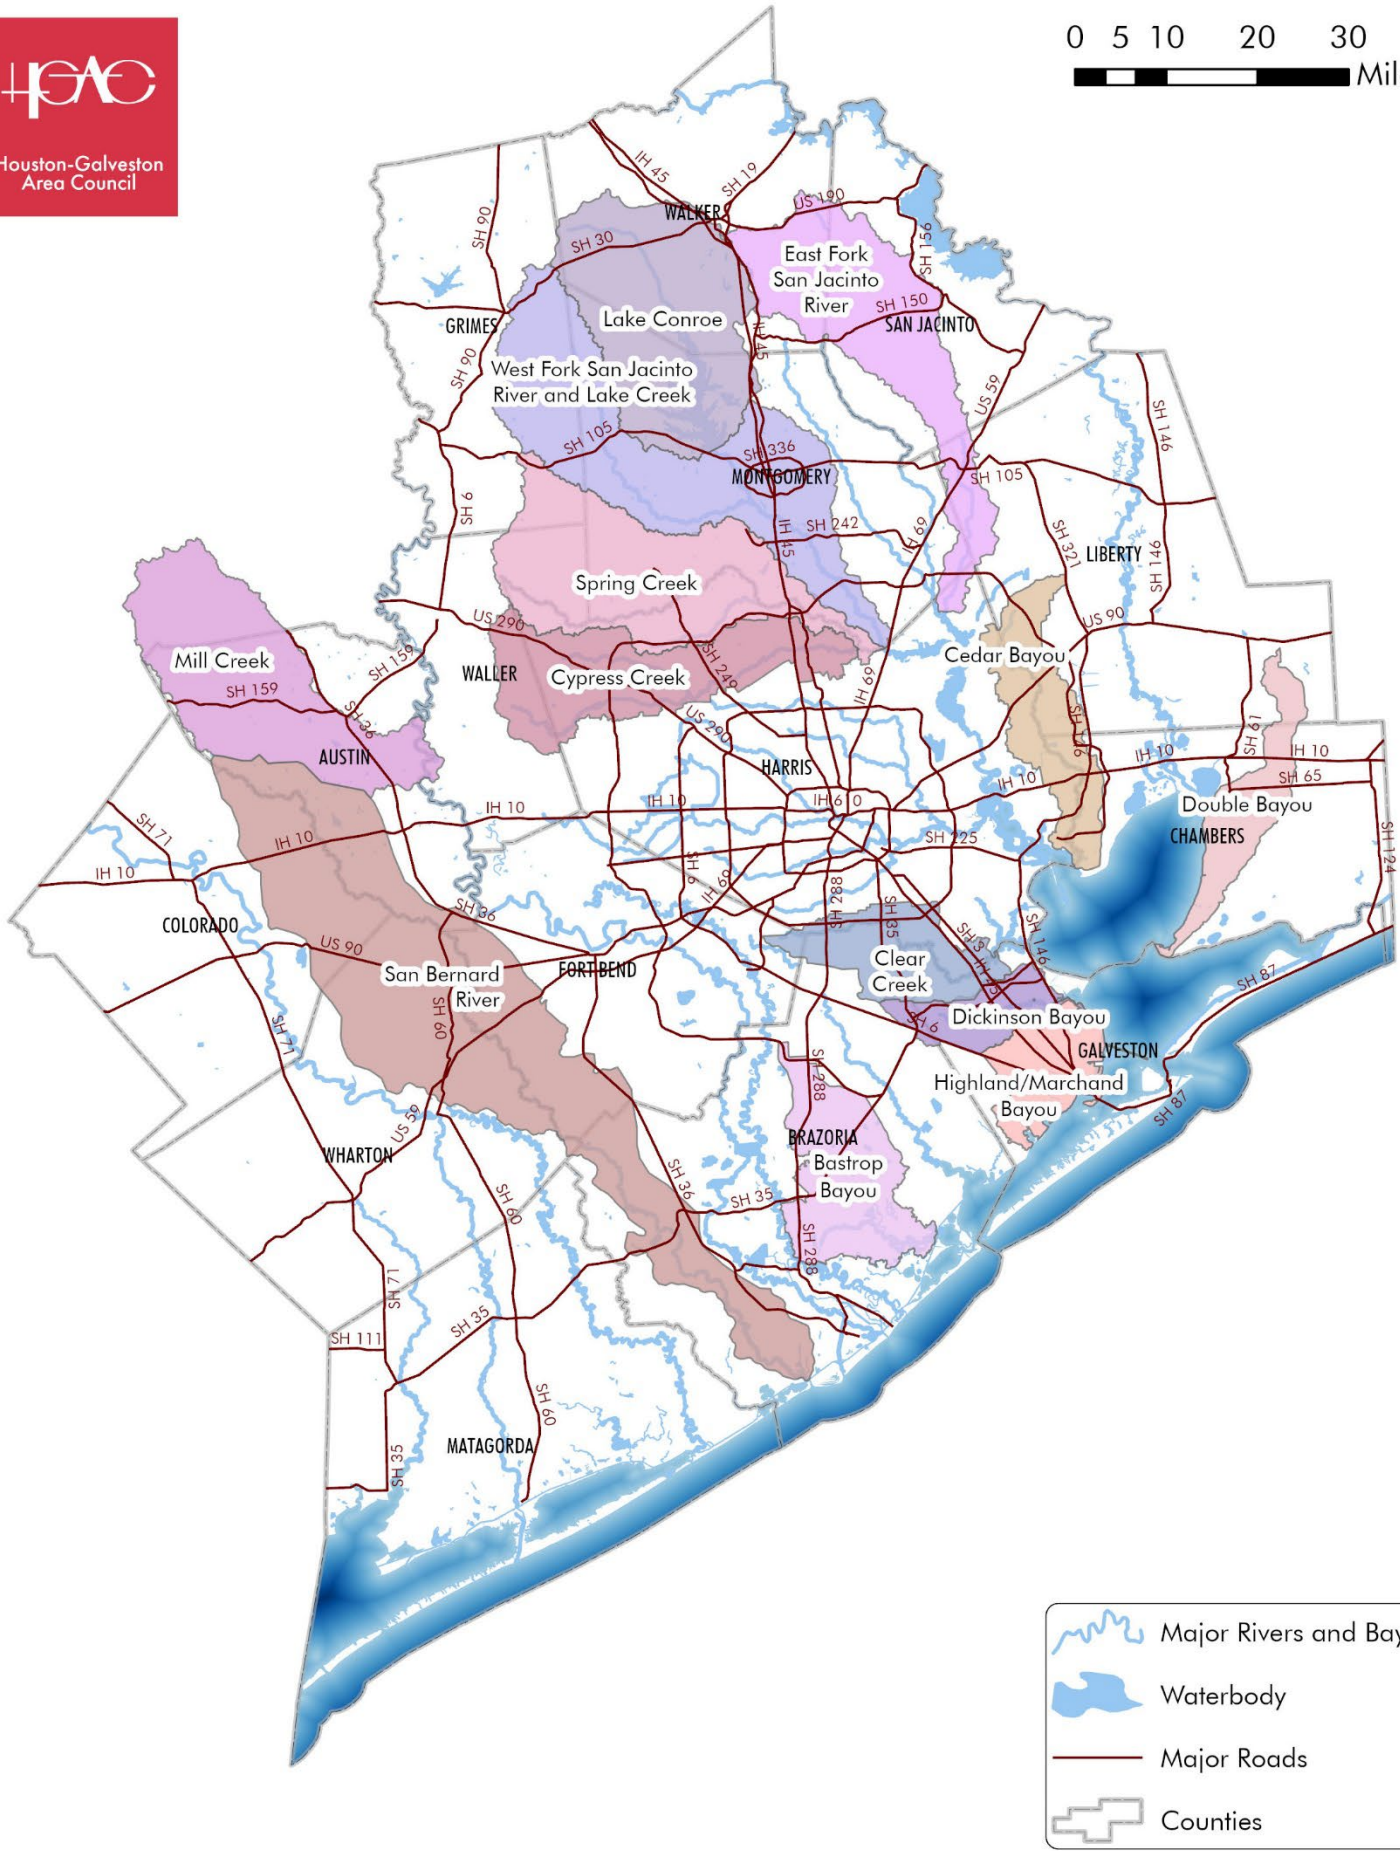 HGAC
Houston-Galveston
Area Council
0 5 10 20 30
Mil
IH 45
SH 19
WALKER
US 190
SH 90
SH 30
SH 156
East Fork
San Jacinto
River
SH 150
Lake Conroe
GRIMES
SAN JACINTO
IH 45
SH 90
West Fork San Jacinto
River and Lake Creek
US 59
SH 146
SH 105
SH 336
MONTGOMERY
SH 105
SH 6
SH 242
IH 45
IH 69
SH 321
LIBERTY
SH 146
Spring Creek
US 290
US 90
Mill Creek
SH 159
WALLER
Cypress Creek
SH 249
Cedar Bayou
SH 159
IH 69
SH 36
US 290
SH 61
AUSTIN
HARRIS
IH 10
IH 10
IH 10
SH 65
IH 10
IH 10
IH 610
Double Bayou
CHAMBERS
SH 71
IH 10
SH 225
SH 124
IH 10
SH 6
IH 69
SH 288
SH 36
SH 35
COLORADO
SH 3
SH 146
US 90
San Bernard
River
FORT BEND
Clear
Creek
SH 87
SH 60
SH 6
Dickinson Bayou
SH 71
GALVESTON
SH 288
Highland/Marchand
Bayou
SH 87
US 59
BRAZORIA
WHARTON
Bastrop
Bayou
SH 36
SH 35
SH 60
SH 288
SH 71
SH 35
SH 111
SH 60
MATAGORDA
SH 35
Major Rivers and Bay
Waterbody
Major Roads
Counties